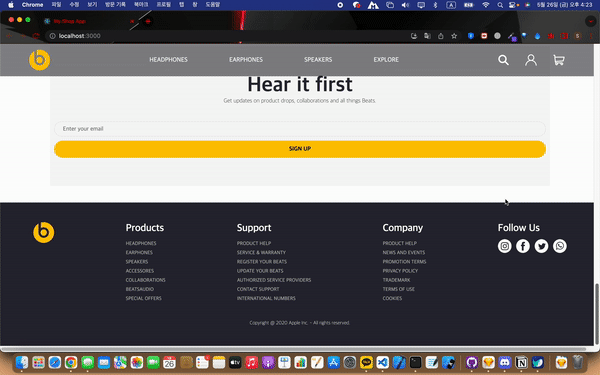 Chrome 파일 수정 보기 방문 기록 북마크 프로필 탭 창 도움말
5월 26일 (금) 오후 4:23
My Shop App
localhost:3000
HEADPHONES EARPHONES SPEAKERS EXPLORE
Hear it first
Get updates on product drops, collaborations and all things Beats.
Enter your email
SIGN UP
Products
HEADPHONES
EARPHONES
SPEAKERS
ACCESSORIES
COLLABORATIONS
BEATSAUDIO
SPECIAL OFFERS
Support
PRODUCT HELP
SERVICE & WARRANTY
REGISTER YOUR BEATS
UPDATE YOUR BEATS
AUTHORIZED SERVICE PROVIDERS
CONTACT SUPPORT
INTERNATIONAL NUMBERS
Company
PRODUCT HELP
NEWS AND EVENTS
PROMOTION TERMS
PRIVACY POLICY
TRADEMARK
TERMS OF USE
COOKIES
Follow Us
Copyright @ 2020 Apple Inc. - All rights reserved.